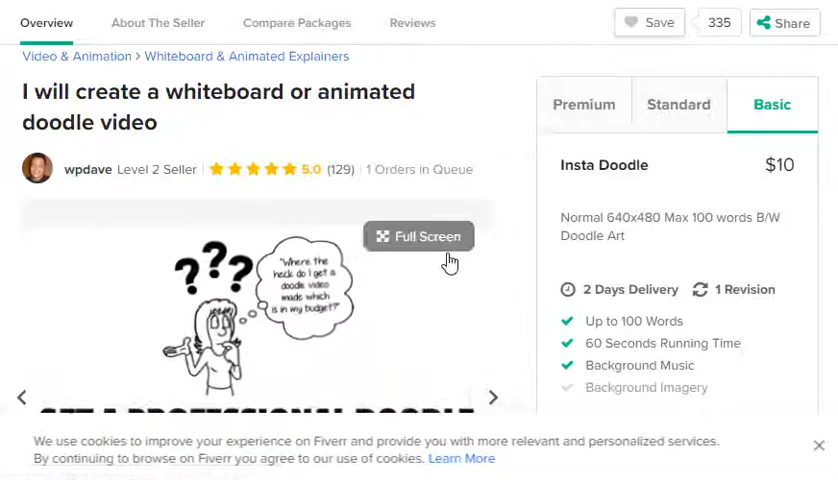 Overview About The Seller Compare Packages Reviews Save 335 Share
Video & Animation > Whiteboard & Animated Explainers
I will create a whiteboard or animated
doodle video
wpdave Level 2 Seller 5.0 (129) 1 Orders in Queue
Full Screen
???
"Where the
heck do I get a
doodle video
made which
is in my budget?"
Premium Standard Basic
Insta Doodle $10
Normal 640x480 Max 100 words B/W
Doodle Art
2 Days Delivery 1 Revision
Up to 100 Words
60 Seconds Running Time
Background Music
Background Imagery
GET A PROFESSIONAL DOODLE
We use cookies to improve your experience on Fiverr and provide you with more relevant and personalized services.
By continuing to browse on Fiverr you agree to our use of cookies. Learn More